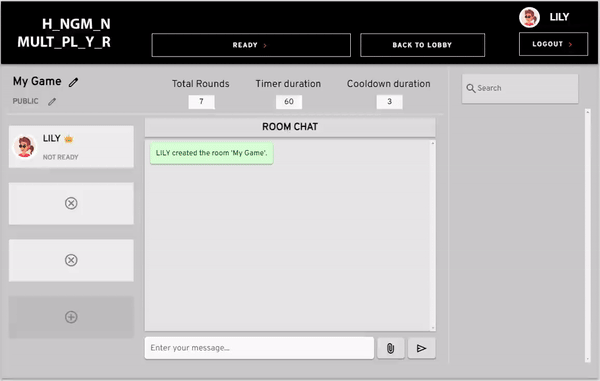 H_NGM_N
MULT_PL_Y_R
READY >
BACK TO LOBBY
LILY
LOGOUT >
My Game
PUBLIC
Total Rounds
7
Timer duration
60
Cooldown duration
3
Search
LILY
NOT READY
ROOM CHAT
LILY created the room 'My Game'.
Enter your message...